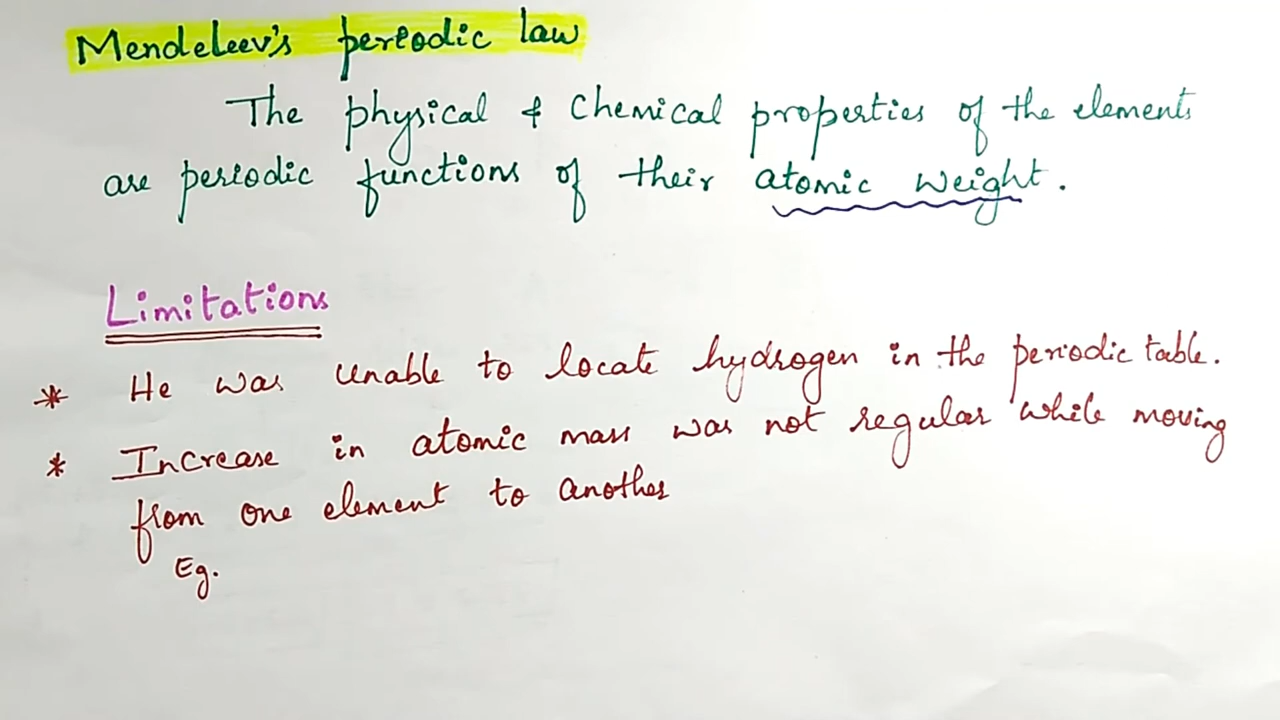 Mendeleev's periodic law
The physical & Chemical properties of the elements
are periodic functions of their atomic weight.
Limitations
* He was unable to locate hydrogen in the periodic table.
* Increase in atomic mass was not regular while moving
from one element to another
Eg.